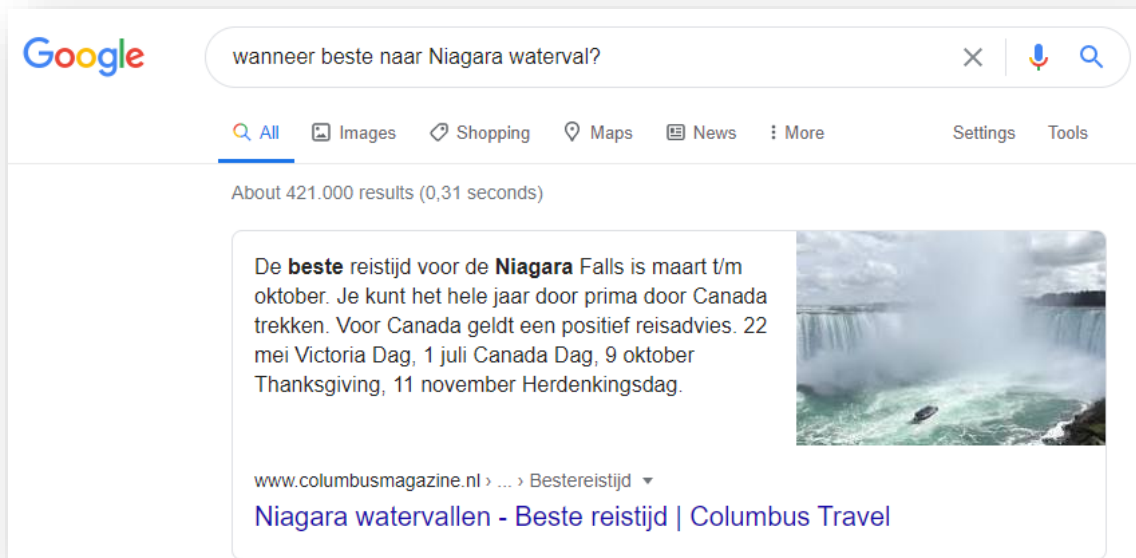 Google
wanneer beste naar Niagara waterval?
All Images Shopping Maps News More Settings Tools
About 421.000 results (0,31 seconds)
De beste reistijd voor de Niagara Falls is maart t/m
oktober. Je kunt het hele jaar door prima door Canada
trekken. Voor Canada geldt een positief reisadvies. 22
mei Victoria Dag, 1 juli Canada Dag, 9 oktober
Thanksgiving, 11 november Herdenkingsdag.
www.columbusmagazine.nl › ... › Bestereistijd
Niagara watervallen - Beste reistijd | Columbus Travel